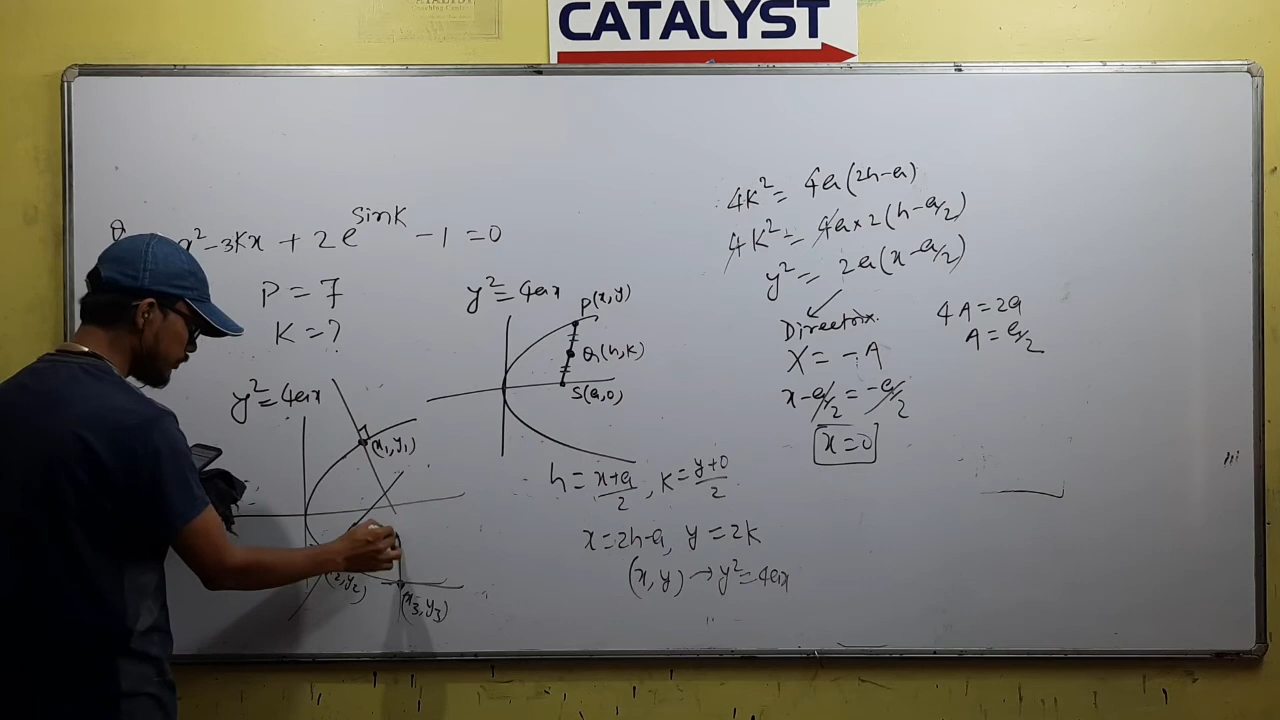 CATALYST
Q x² - 3Kx + 2e^sinK - 1 = 0
P = 7
K = ?
y² = 4ax
(x₁, y₁)
, y₂)
(x₃, y₃)
y² = 4ax
P(x, y)
Q(h, k)
S(a, 0)
h = x+a/2 , K = y+0/2
x = 2h-a, y = 2k
(x, y) → y² = 4ax
4K² = 4a(2h-a)
4K² = 4a×2(h-a/2)
y² = 2a(x-a/2)
Directrix.
X = -A
x - a/2 = -a/2
x = 0
4A = 2a
A = a/2